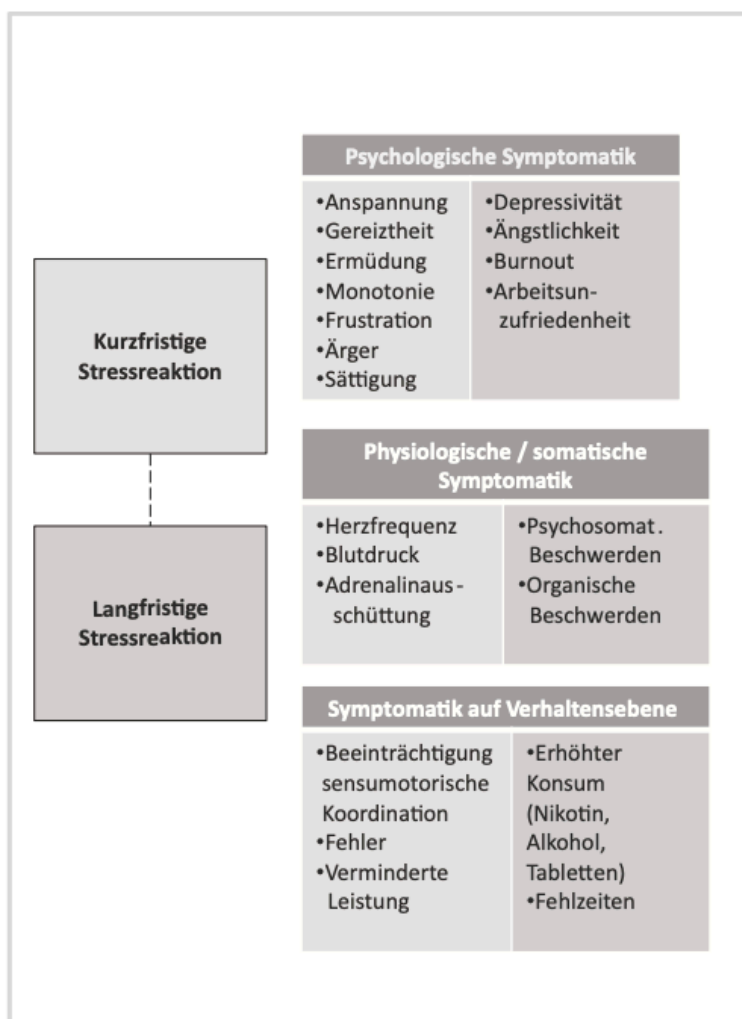 Psychologische Symptomatik
•Anspannung
•Gereiztheit
•Ermüdung
•Monotonie
•Frustration
•Ärger
•Sättigung
•Depressivität
•Ängstlichkeit
•Burnout
•Arbeitsun-
zufriedenheit
Kurzfristige
Stressreaktion
Langfristige
Stressreaktion
Physiologische / somatische
Symptomatik
•Herzfrequenz
•Blutdruck
•Adrenalinaus-
schüttung
•Psychosomat.
Beschwerden
•Organische
Beschwerden
Symptomatik auf Verhaltensebene
•Beeinträchtigung
sensumotorische
Koordination
•Fehler
•Verminderte
Leistung
•Erhöhter
Konsum
(Nikotin,
Alkohol,
Tabletten)
•Fehlzeiten